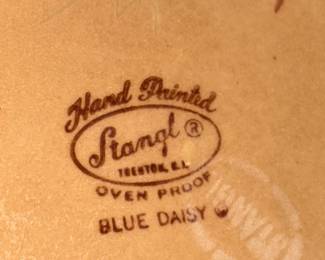 Hand Painted
Stangl ®
TRENTON, N.J.
OVEN PROOF
BLUE DAISY